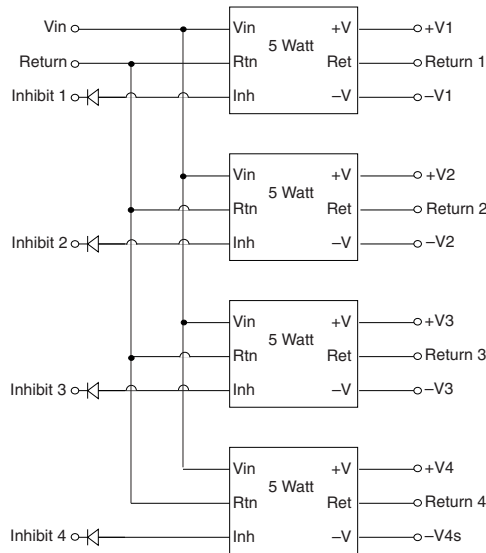 Vin Vin 5 Watt +V +V1
Return Rtn Ret Return 1
Inhibit 1 Inh –V –V1
Vin 5 Watt +V +V2
Rtn Ret Return 2
Inhibit 2 Inh –V –V2
Vin 5 Watt +V +V3
Rtn Ret Return 3
Inhibit 3 Inh –V –V3
Vin 5 Watt +V +V4
Rtn Ret Return 4
Inhibit 4 Inh –V –V4s